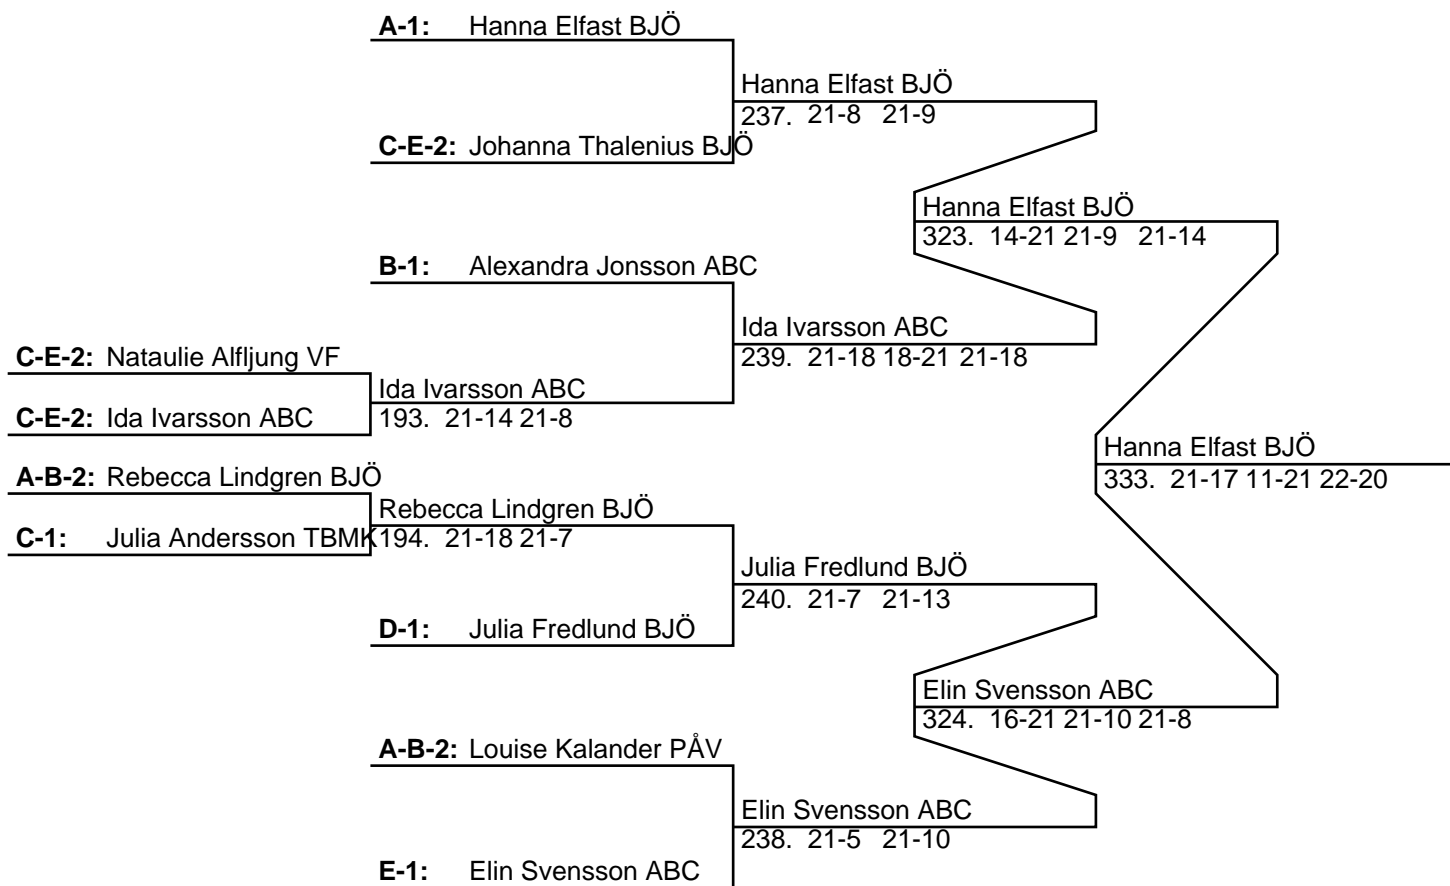 A-1: Hanna Elfast BJÖ
Hanna Elfast BJÖ
237. 21-8 21-9
C-E-2: Johanna Thalenius BJÖ
Hanna Elfast BJÖ
323. 14-21 21-9 21-14
B-1: Alexandra Jonsson ABC
Ida Ivarsson ABC
239. 21-18 18-21 21-18
C-E-2: Nataulie Alfljung VF
Ida Ivarsson ABC
193. 21-14 21-8
C-E-2: Ida Ivarsson ABC
Hanna Elfast BJÖ
333. 21-17 11-21 22-20
A-B-2: Rebecca Lindgren BJÖ
Rebecca Lindgren BJÖ
194. 21-18 21-7
C-1: Julia Andersson TBMK
Julia Fredlund BJÖ
240. 21-7 21-13
D-1: Julia Fredlund BJÖ
Elin Svensson ABC
324. 16-21 21-10 21-8
A-B-2: Louise Kalander PÅV
Elin Svensson ABC
238. 21-5 21-10
E-1: Elin Svensson ABC